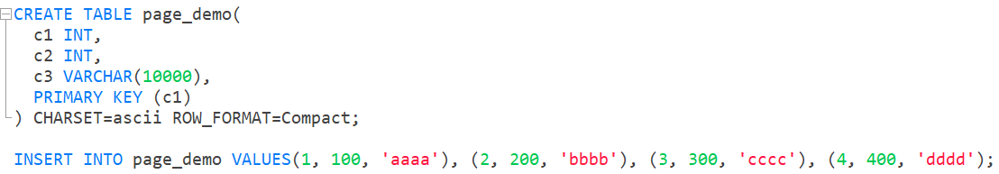 CREATE TABLE page_demo(
c1 INT,
c2 INT,
c3 VARCHAR(10000),
PRIMARY KEY (c1)
) CHARSET=ascii ROW_FORMAT=Compact;
INSERT INTO page_demo VALUES(1, 100, 'aaaa'), (2, 200, 'bbbb'), (3, 300, 'cccc'), (4, 400, 'dddd');